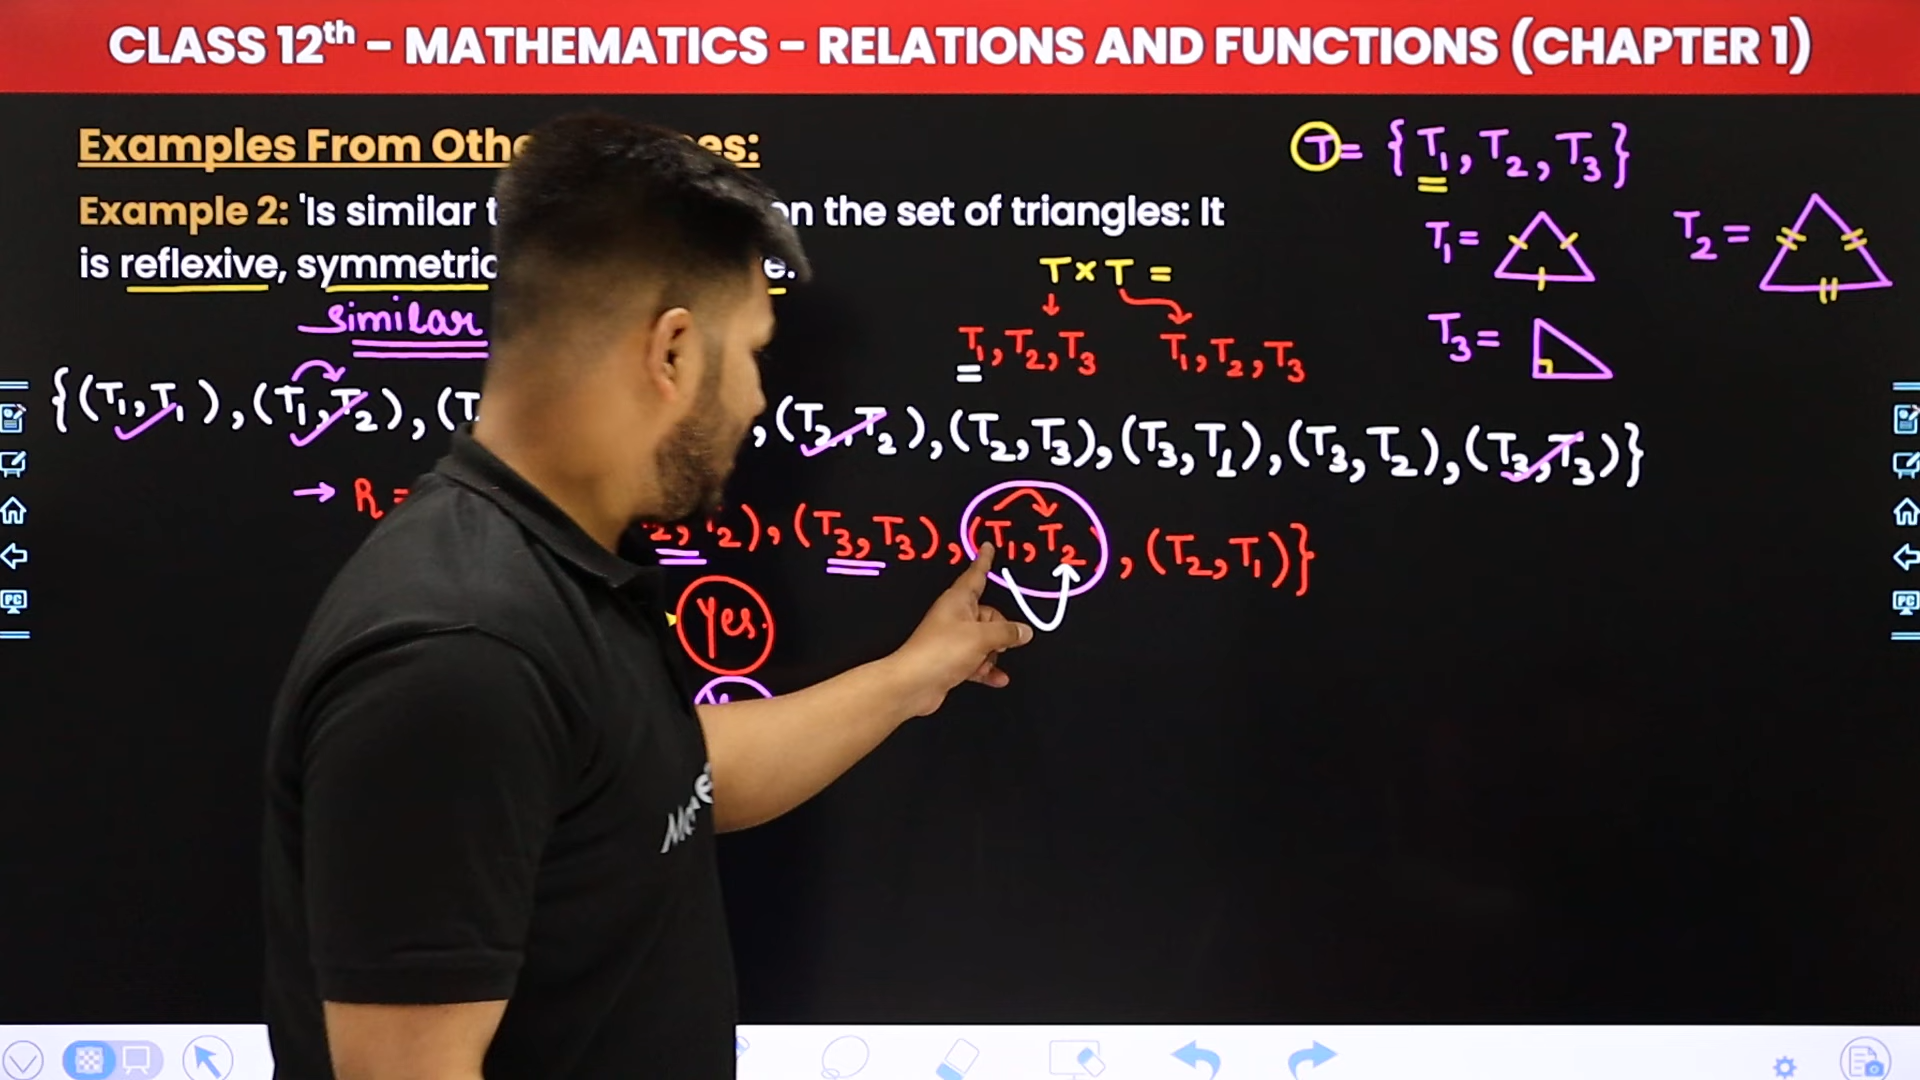 CLASS 12th - MATHEMATICS - RELATIONS AND FUNCTIONS (CHAPTER 1)
Examples From
Example 2: 'Is similar on the set of triangles: It
is reflexive, symmetric
Similar
T = {T1, T2, T3}
T1 =
T2 =
T3 =
T × T =
T1, T2, T3 T1, T2, T3
{(T1, T1), (T1, T2), (T , (T2, T2), (T2, T3), (T3, T1), (T3, T2), (T3, T3)}
→ R = 2, T2), (T3, T3), (T1, T2), (T2, T1)}
Yes.